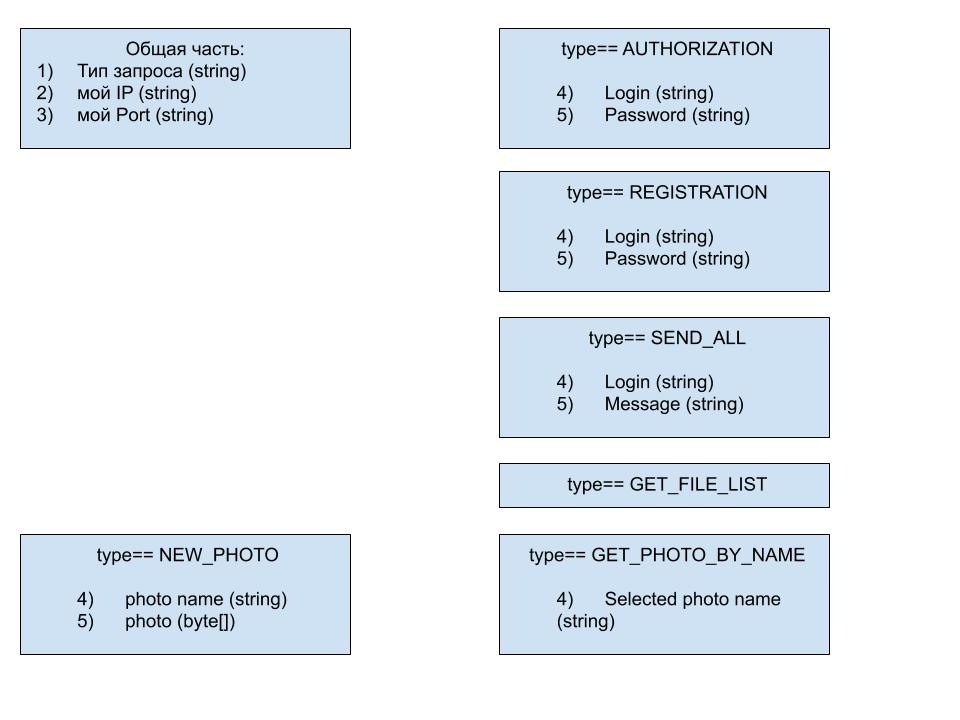 Общая часть:
1) Тип запроса (string)
2) мой IP (string)
3) мой Port (string)
type== AUTHORIZATION
4) Login (string)
5) Password (string)
type== REGISTRATION
4) Login (string)
5) Password (string)
type== SEND_ALL
4) Login (string)
5) Message (string)
type== GET_FILE_LIST
type== NEW_PHOTO
4) photo name (string)
5) photo (byte[])
type== GET_PHOTO_BY_NAME
4) Selected photo name
(string)